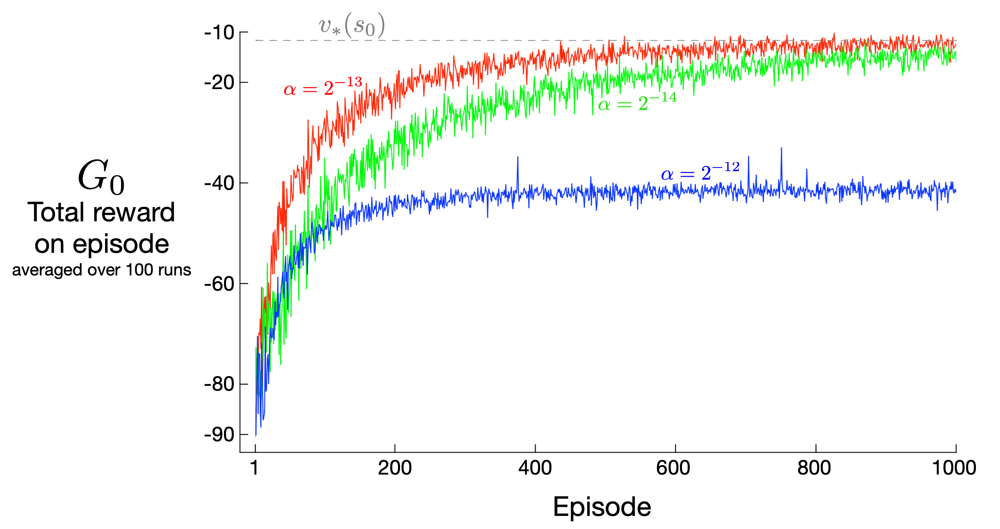 v_*(s_0)
-10
-20
-40
-60
-80
-90
α = 2^{-13}
α = 2^{-14}
α = 2^{-12}
G_0
Total reward
on episode
averaged over 100 runs
1 200 400 600 800 1000
Episode